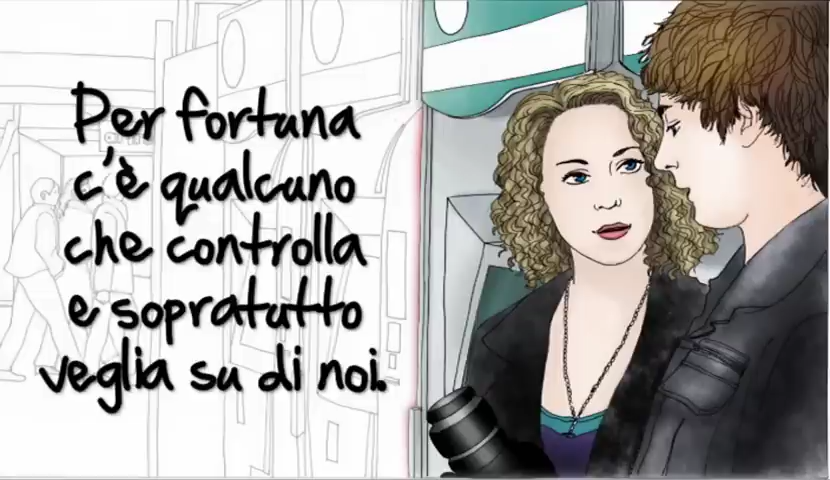 Per fortuna
c'è qualcuno
che controlla
e sopratutto
veglia su di noi.